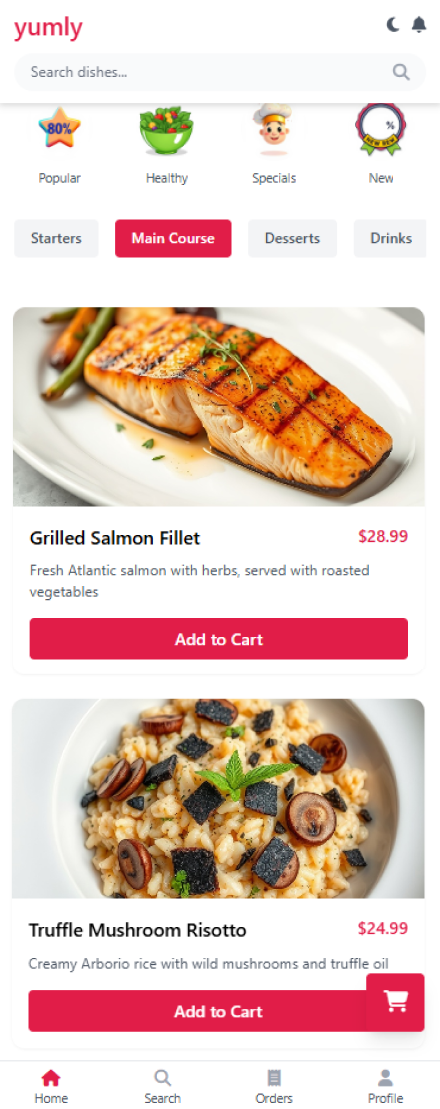 yumly
Search dishes...
80%
%
NEW NEW
Popular
Healthy
Specials
New
Starters
Main Course
Desserts
Drinks
Grilled Salmon Fillet
$28.99
Fresh Atlantic salmon with herbs, served with roasted
vegetables
Add to Cart
Truffle Mushroom Risotto
$24.99
Creamy Arborio rice with wild mushrooms and truffle oil
Add to Cart
Home
Search
Orders
Profile